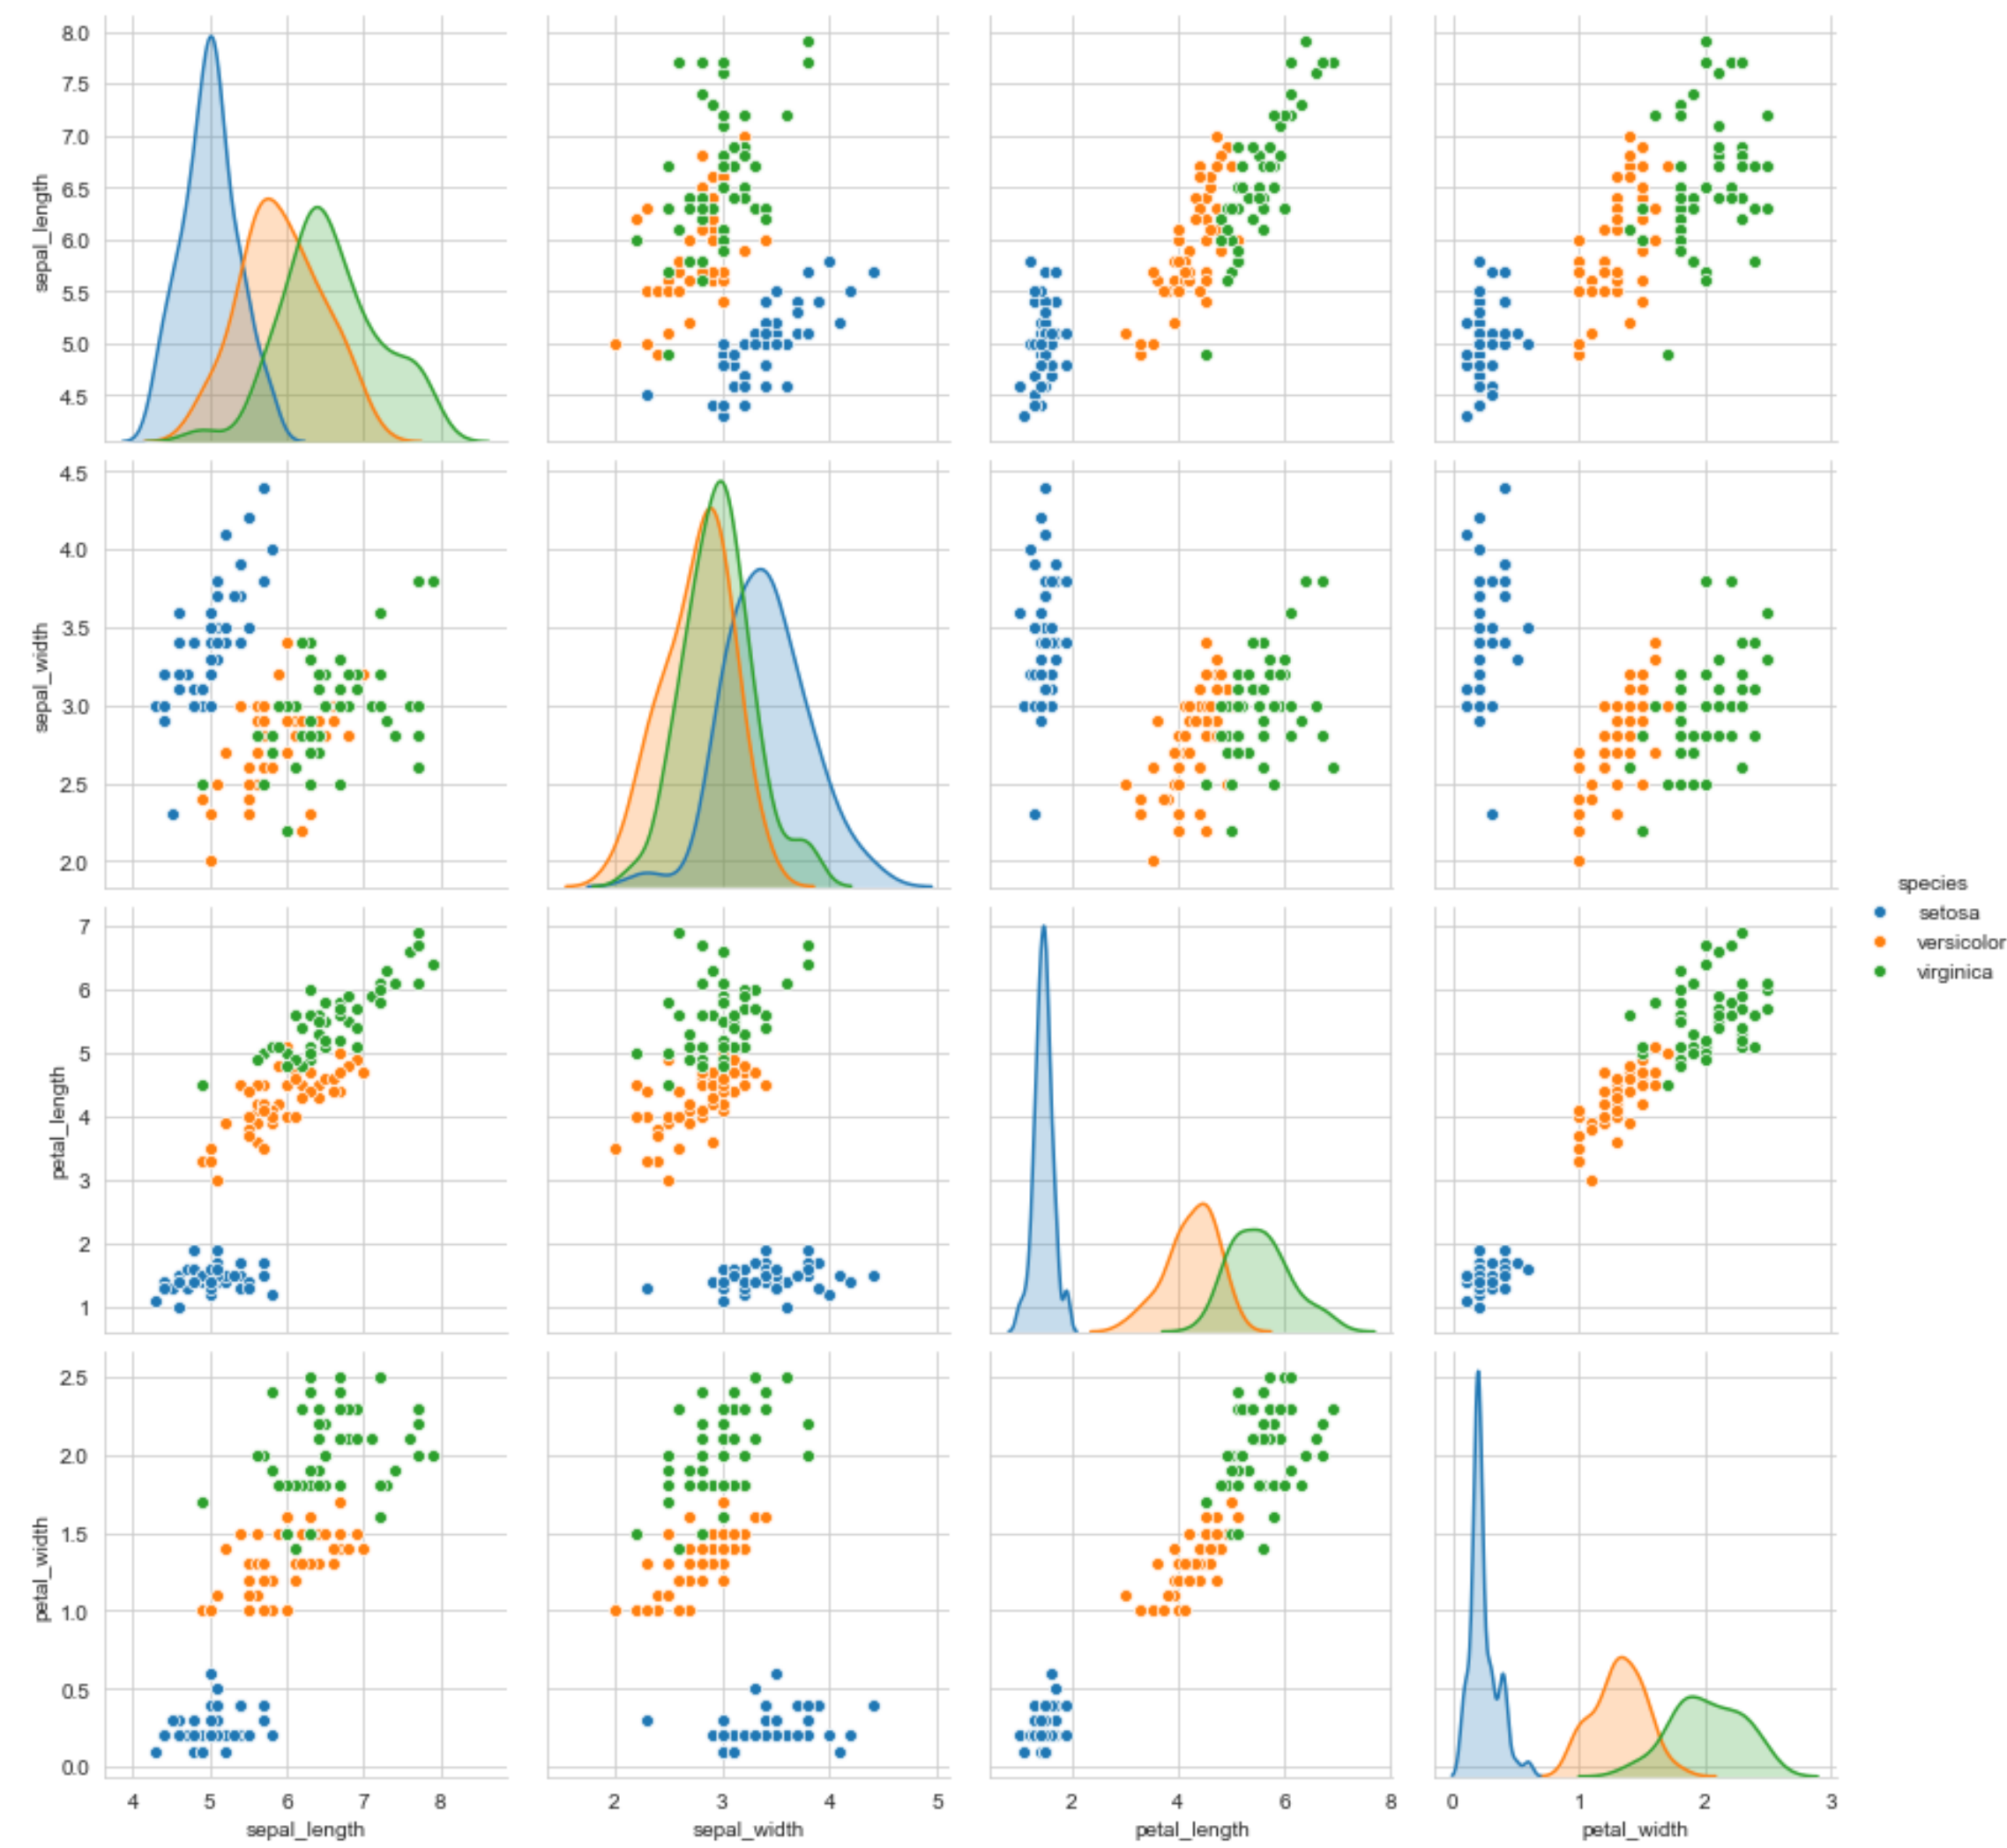 8.0
7.5
7.0
6.5
6.0
5.5
5.0
4.5
sepal_length
4.5
4.0
3.5
3.0
2.5
2.0
sepal_width
species
setosa
versicolor
virginica
7
6
5
4
3
2
1
petal_length
2.5
2.0
1.5
1.0
0.5
0.0
petal_width
4 5 6 7 8
sepal_length
2 3 4 5
sepal_width
2 4 6 8
petal_length
0 1 2 3
petal_width